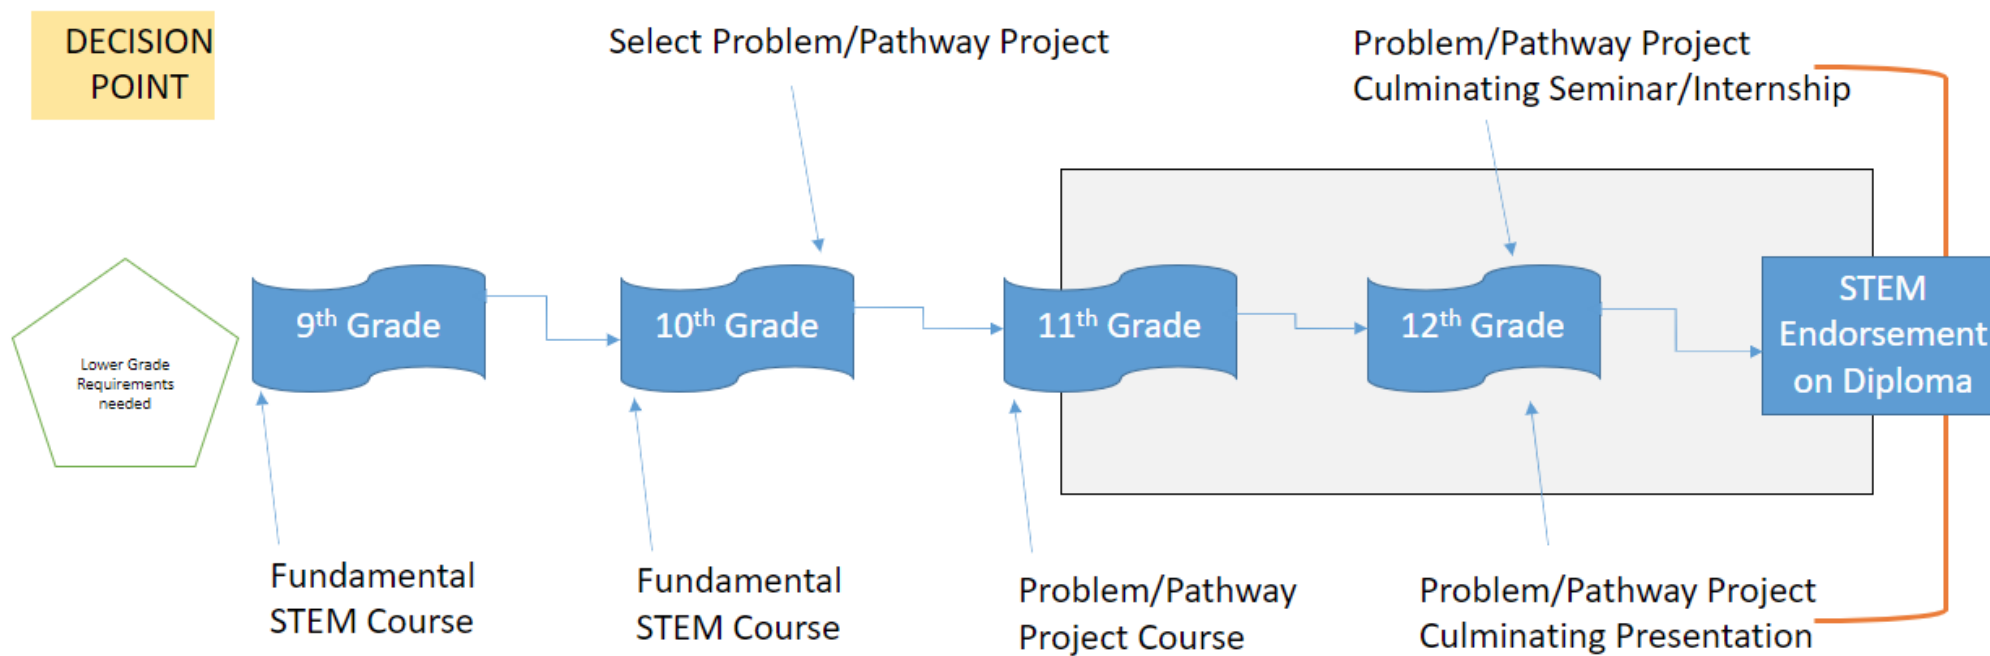 DECISION
POINT
Select Problem/Pathway Project
Problem/Pathway Project
Culminating Seminar/Internship
Lower Grade
Requirements
needed
9th Grade
10th Grade
11th Grade
12th Grade
STEM
Endorsement
on Diploma
Fundamental
STEM Course
Fundamental
STEM Course
Problem/Pathway
Project Course
Problem/Pathway Project
Culminating Presentation